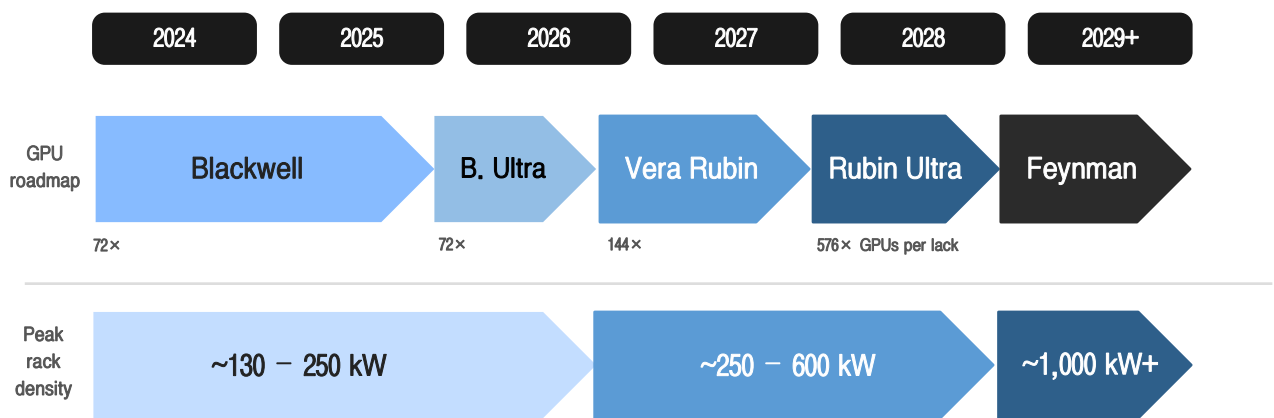 2024 2025 2026 2027 2028 2029+
GPU
roadmap
Blackwell B. Ultra Vera Rubin Rubin Ultra Feynman
72× 72× 144× 576× GPUs per lack
Peak
rack
density
~130 – 250 kW ~250 – 600 kW ~1,000 kW+